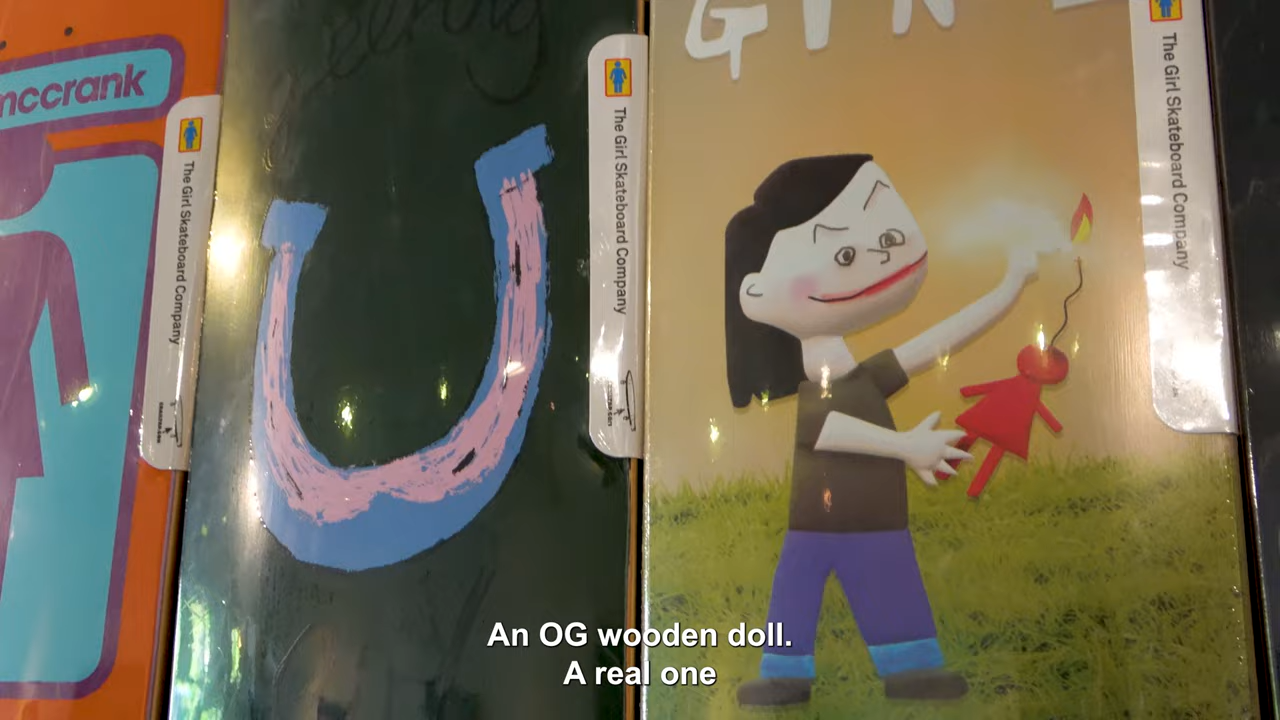 mccrank
The Girl Skateboard Company
The Girl Skateboard Company
GIRL
The Girl Skateboard Company
An OG wooden doll.
A real one